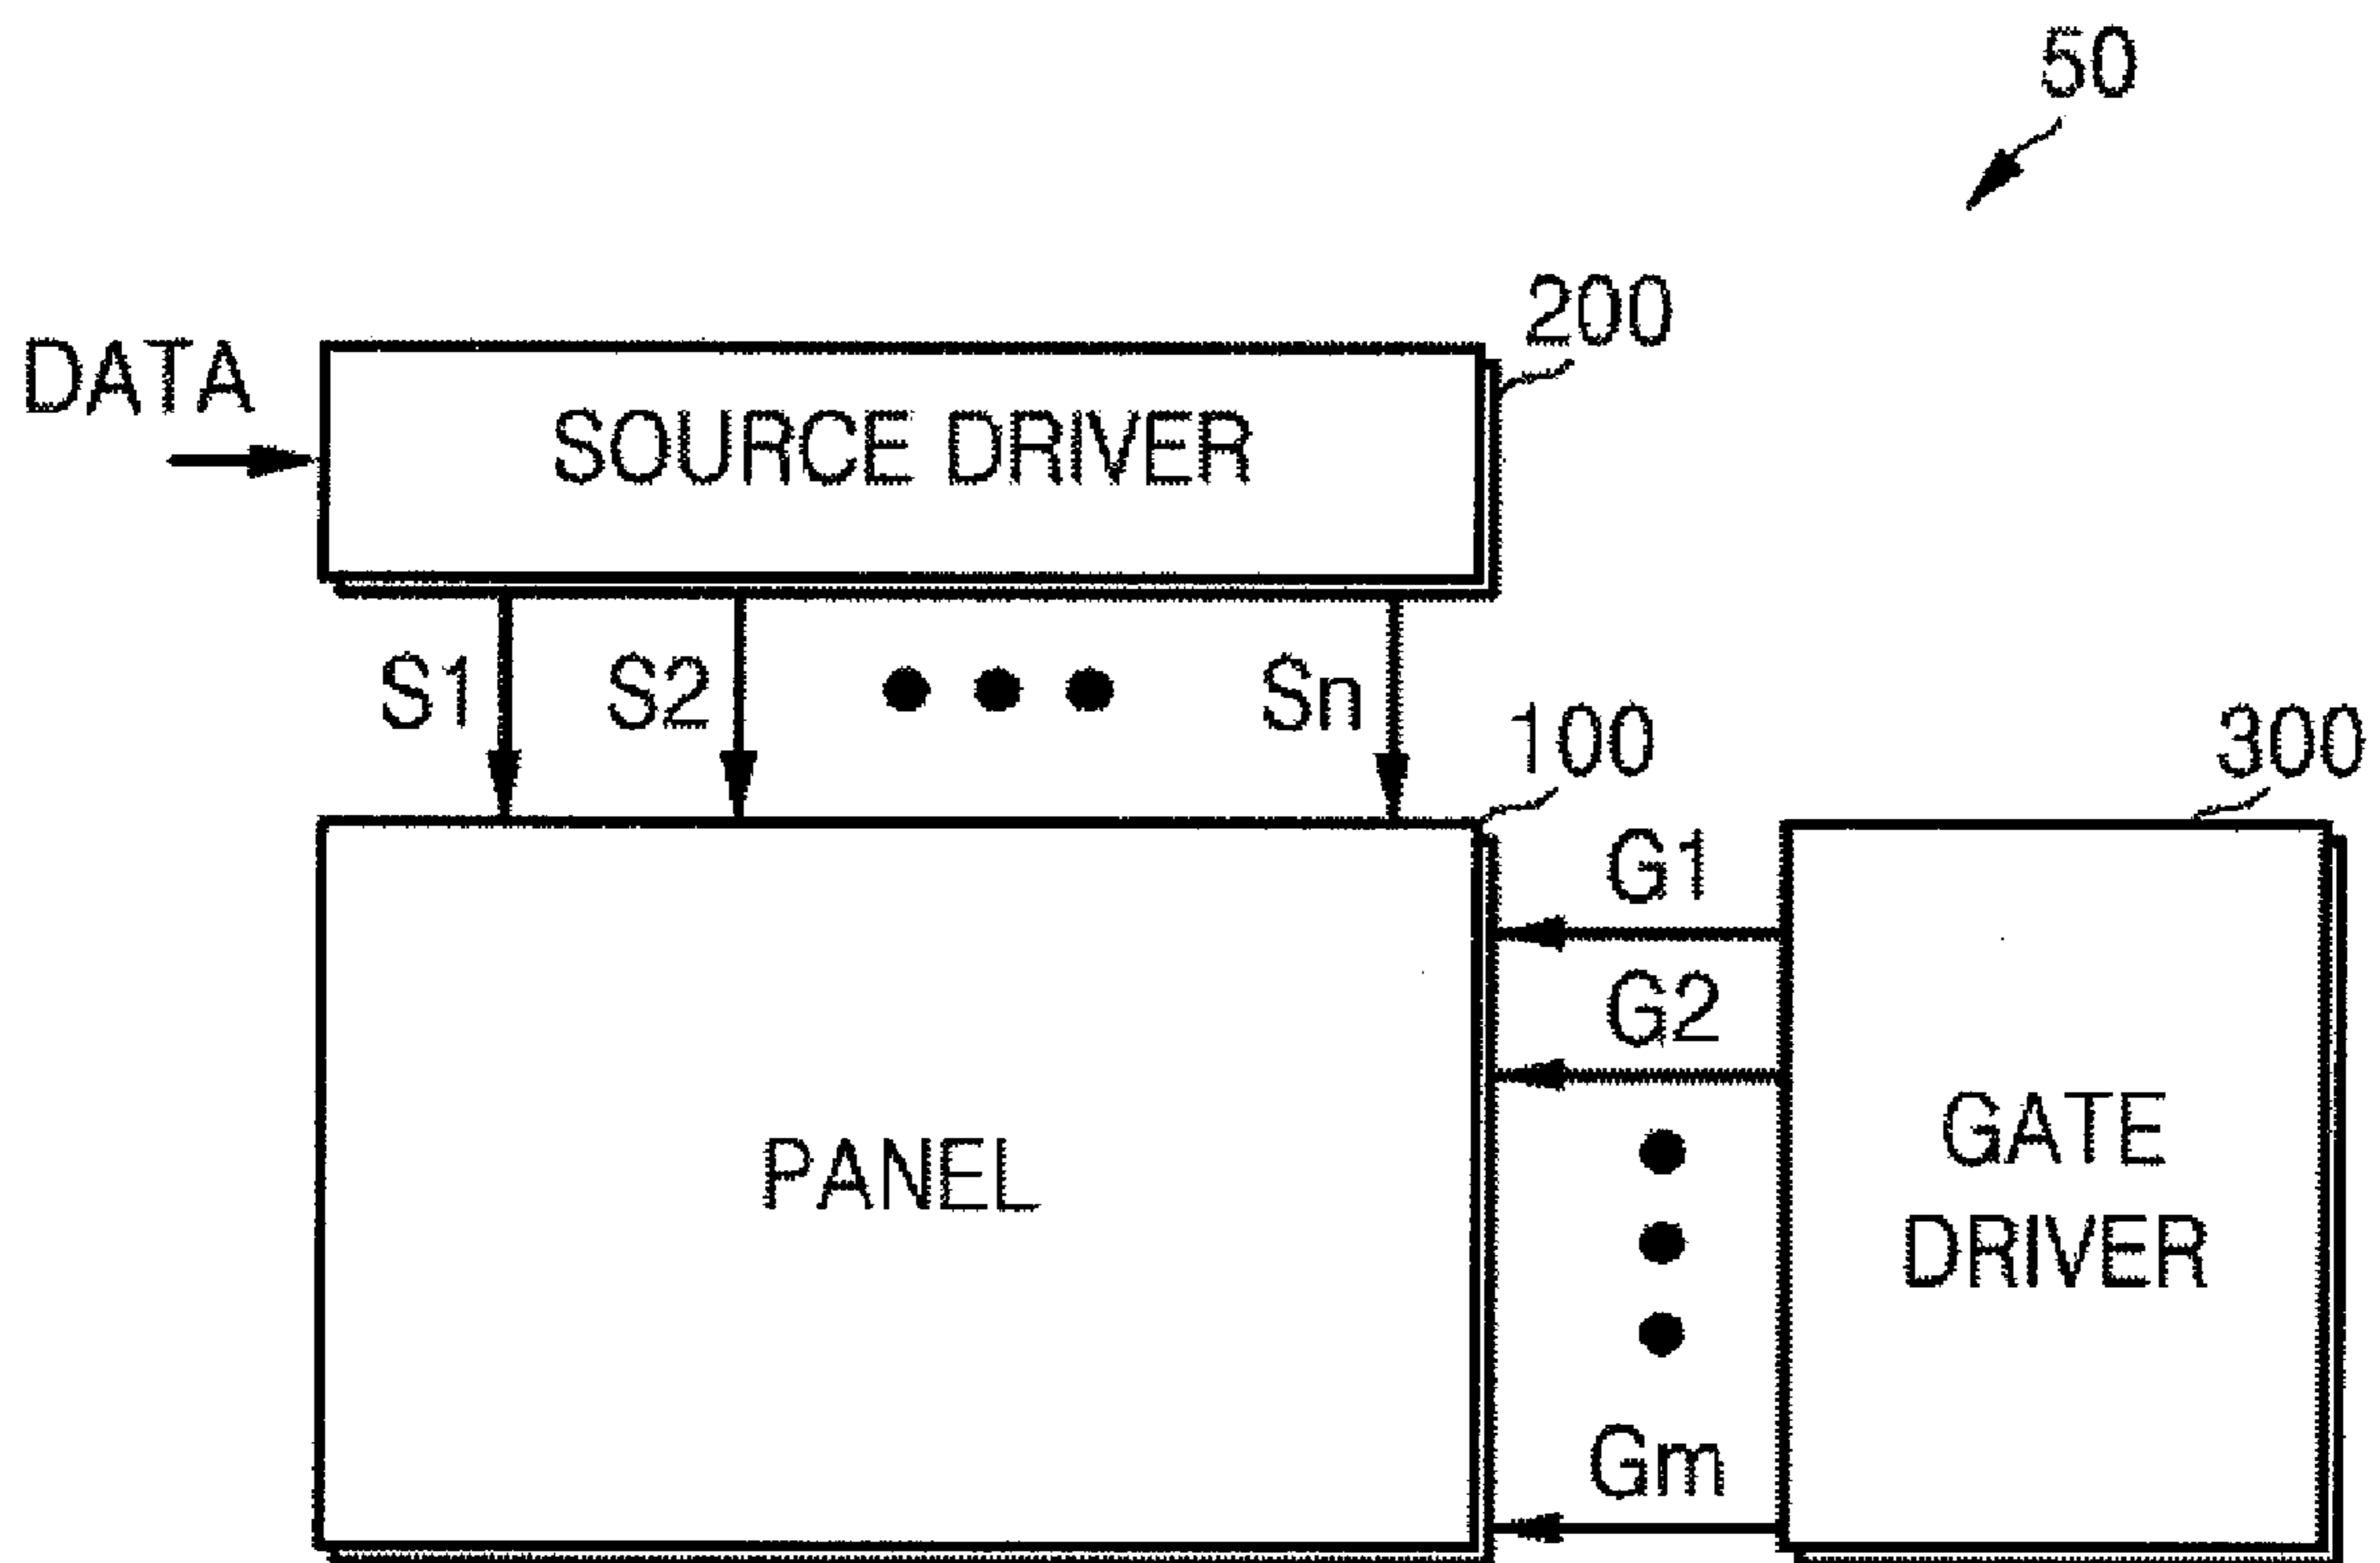 50
200
DATA
SOURCE DRIVER
S1
S2
Sn
100
300
G1
G2
PANEL
GATE
DRIVER
Gm